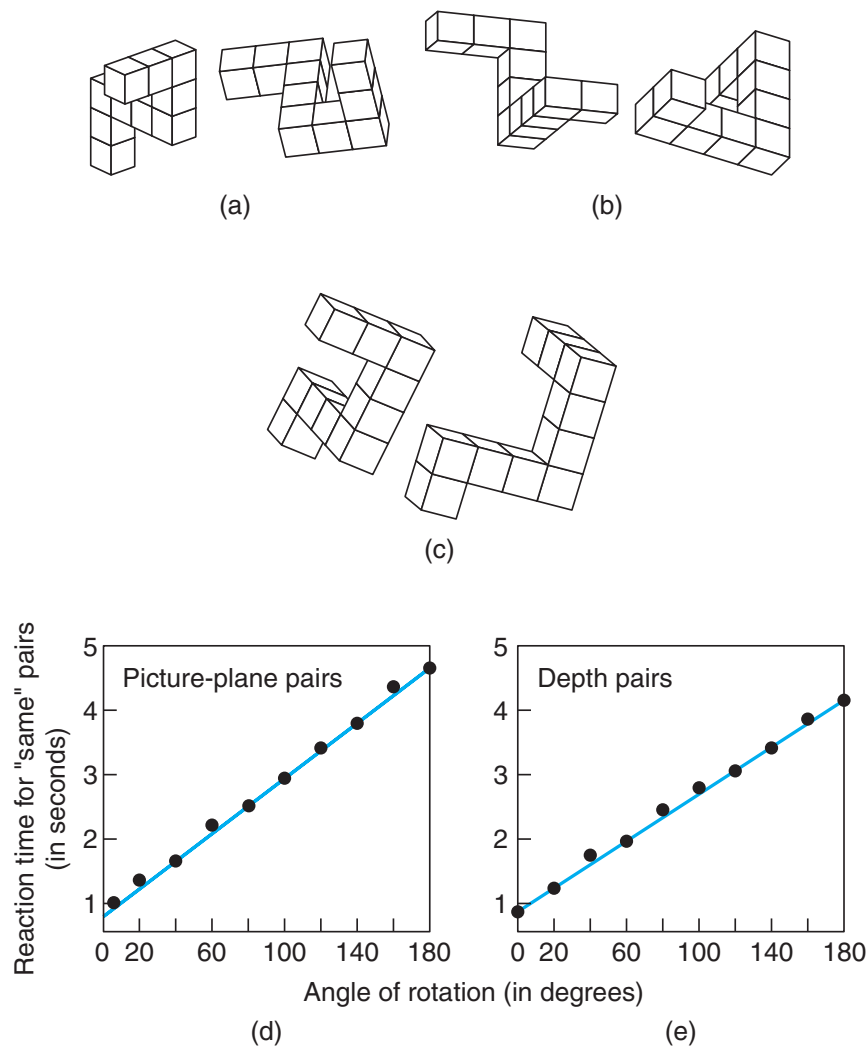 (a)
(b)
(c)
Reaction time for "same" pairs
(in seconds)
5
4
3
2
1
Picture-plane pairs
0 20 60 100 140 180
5
4
3
2
1
Depth pairs
0 20 60 100 140 180
Angle of rotation (in degrees)
(d)
(e)